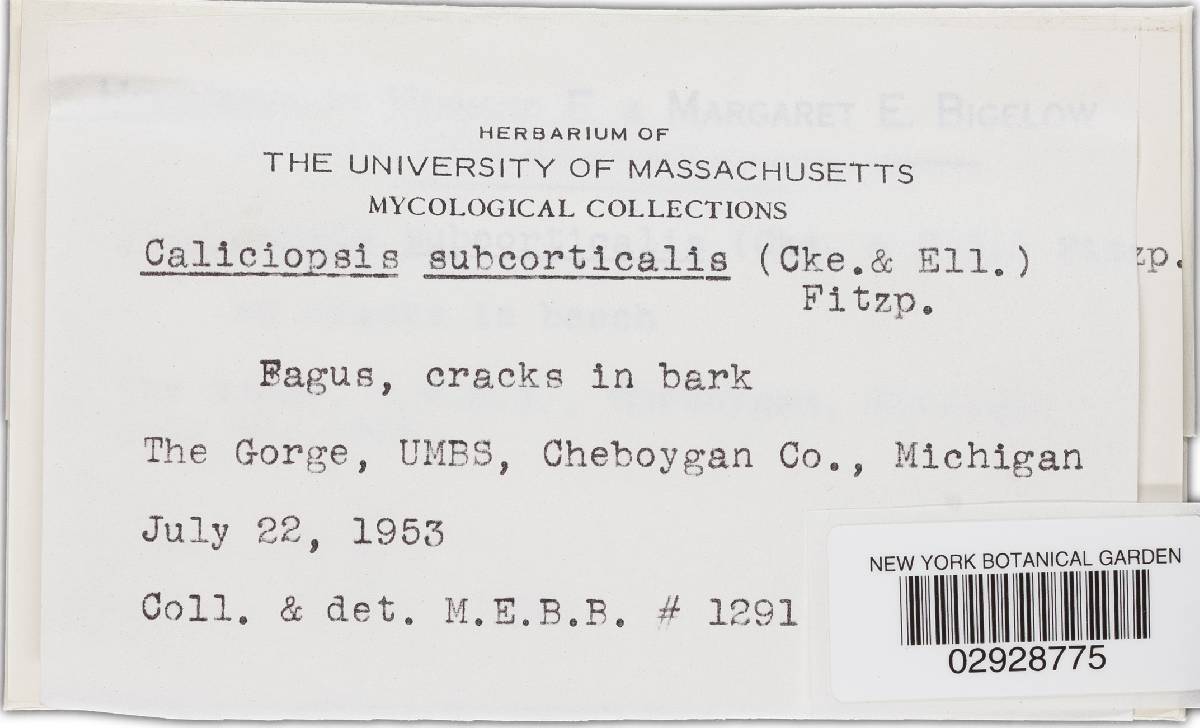 HERBARIUM OF
THE UNIVERSITY OF MASSACHUSETTS
MYCOLOGICAL COLLECTIONS
Caliciopsis subcorticalis (Cke.& Ell.)
Fitzp.
zp.
Fagus, cracks in bark
The Gorge, UMBS, Cheboygan Co., Michigan
July 22, 1953
Coll. & det. M.E.B.B. # 1291
NEW YORK BOTANICAL GARDEN
02928775